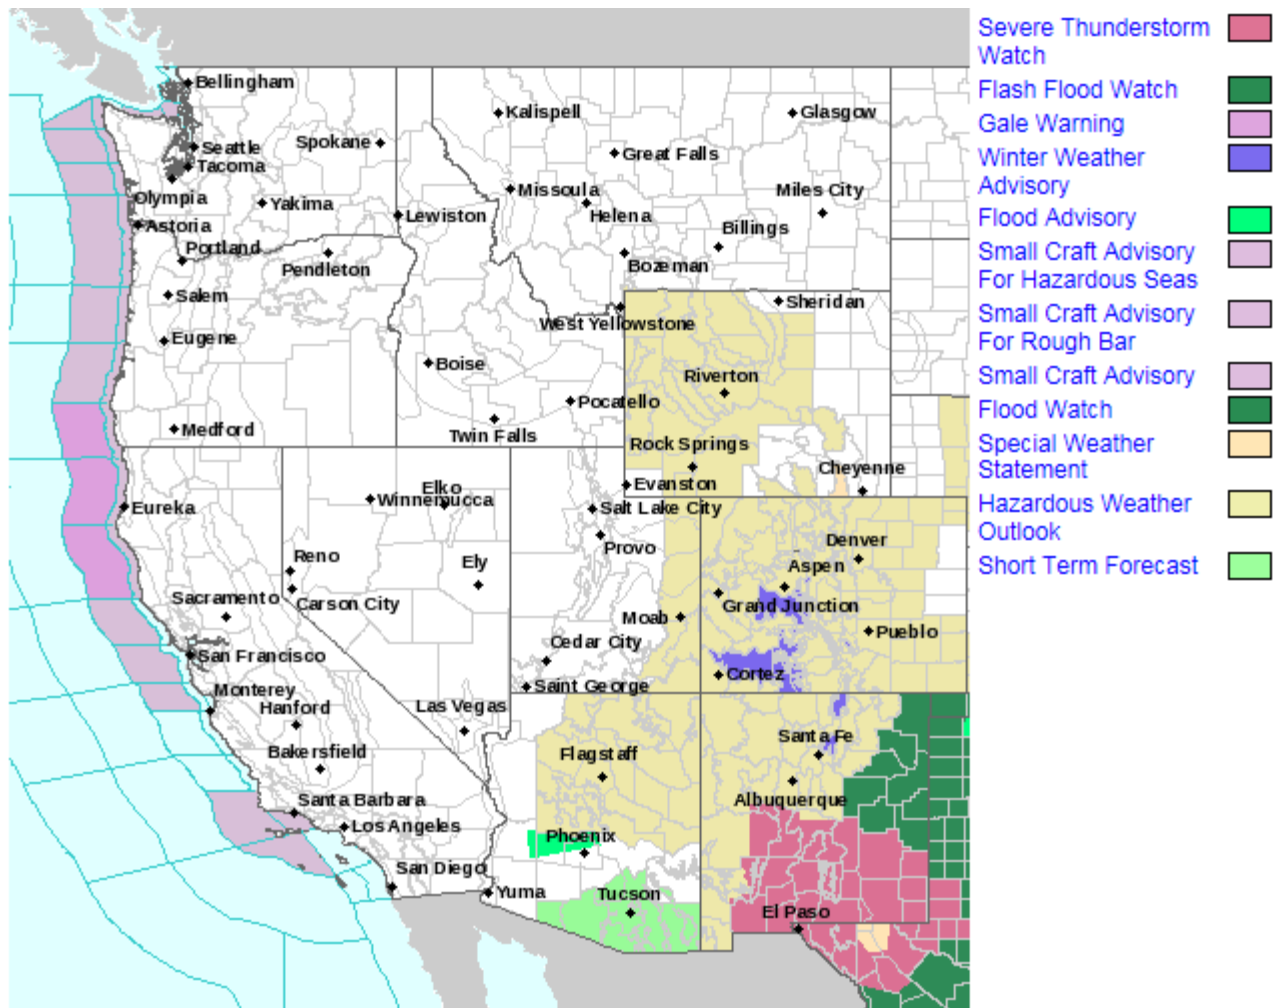 Bellingham
Kalispell
Glasgow
Seattle
Spokane
Great Falls
Tacoma
Olympia
Yakima
Missoula
Miles City
Helena
Astoria
Lewiston
Billings
Portland
Pendleton
Bozeman
Salem
Sheridan
West Yellowstone
Eugene
Boise
Riverton
Pocatello
Medford
Twin Falls
Rock Springs
Cheyenne
Evanston
Elko
Winnemucca
Eureka
Salt Lake City
Provo
Denver
Reno
Ely
Aspen
Sacramento
Carson City
Grand Junction
Moab
Pueblo
Cedar City
San Francisco
Cortez
Saint George
Monterey
Hanford
Las Vegas
Santa Fe
Bakersfield
Flagstaff
Santa Barbara
Albuquerque
Los Angeles
Phoenix
San Diego
Yuma
Tucson
El Paso
Severe Thunderstorm
Watch
Flash Flood Watch
Gale Warning
Winter Weather
Advisory
Flood Advisory
Small Craft Advisory
For Hazardous Seas
Small Craft Advisory
For Rough Bar
Small Craft Advisory
Flood Watch
Special Weather
Statement
Hazardous Weather
Outlook
Short Term Forecast